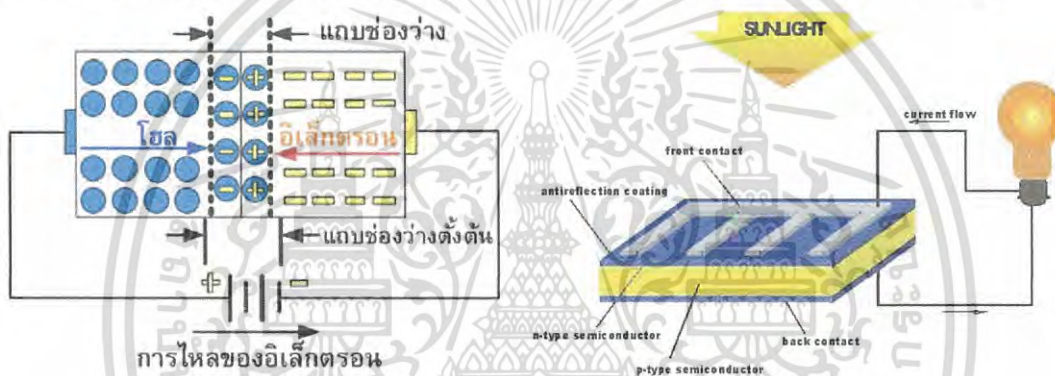 แถบช่องว่าง
โฮล
อิเล็กตรอน
แถบช่องว่างตั้งต้น
การไหลของอิเล็กตรอน
SUNLIGHT
current flow
front contact
antireflection coating
n-type semiconductor
back contact
p-type semiconductor